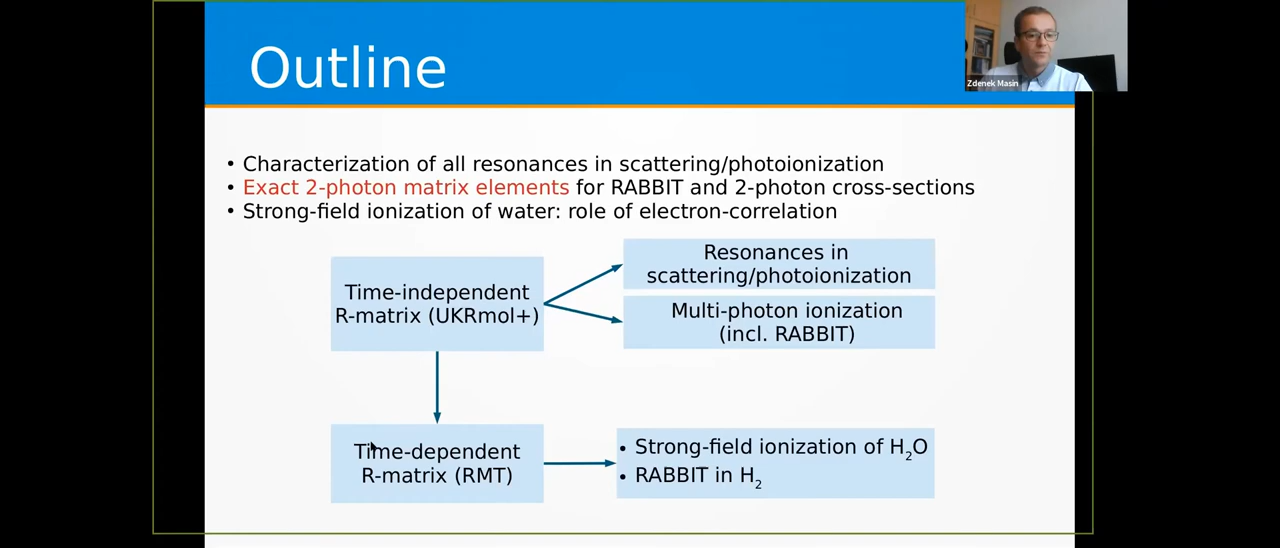 Outline
Zdenek Masin
• Characterization of all resonances in scattering/photoionization
• Exact 2-photon matrix elements for RABBIT and 2-photon cross-sections
• Strong-field ionization of water: role of electron-correlation
Time-independent
R-matrix (UKRmol+)
Resonances in
scattering/photoionization
Multi-photon ionization
(incl. RABBIT)
Time-dependent
R-matrix (RMT)
• Strong-field ionization of H₂O
• RABBIT in H₂